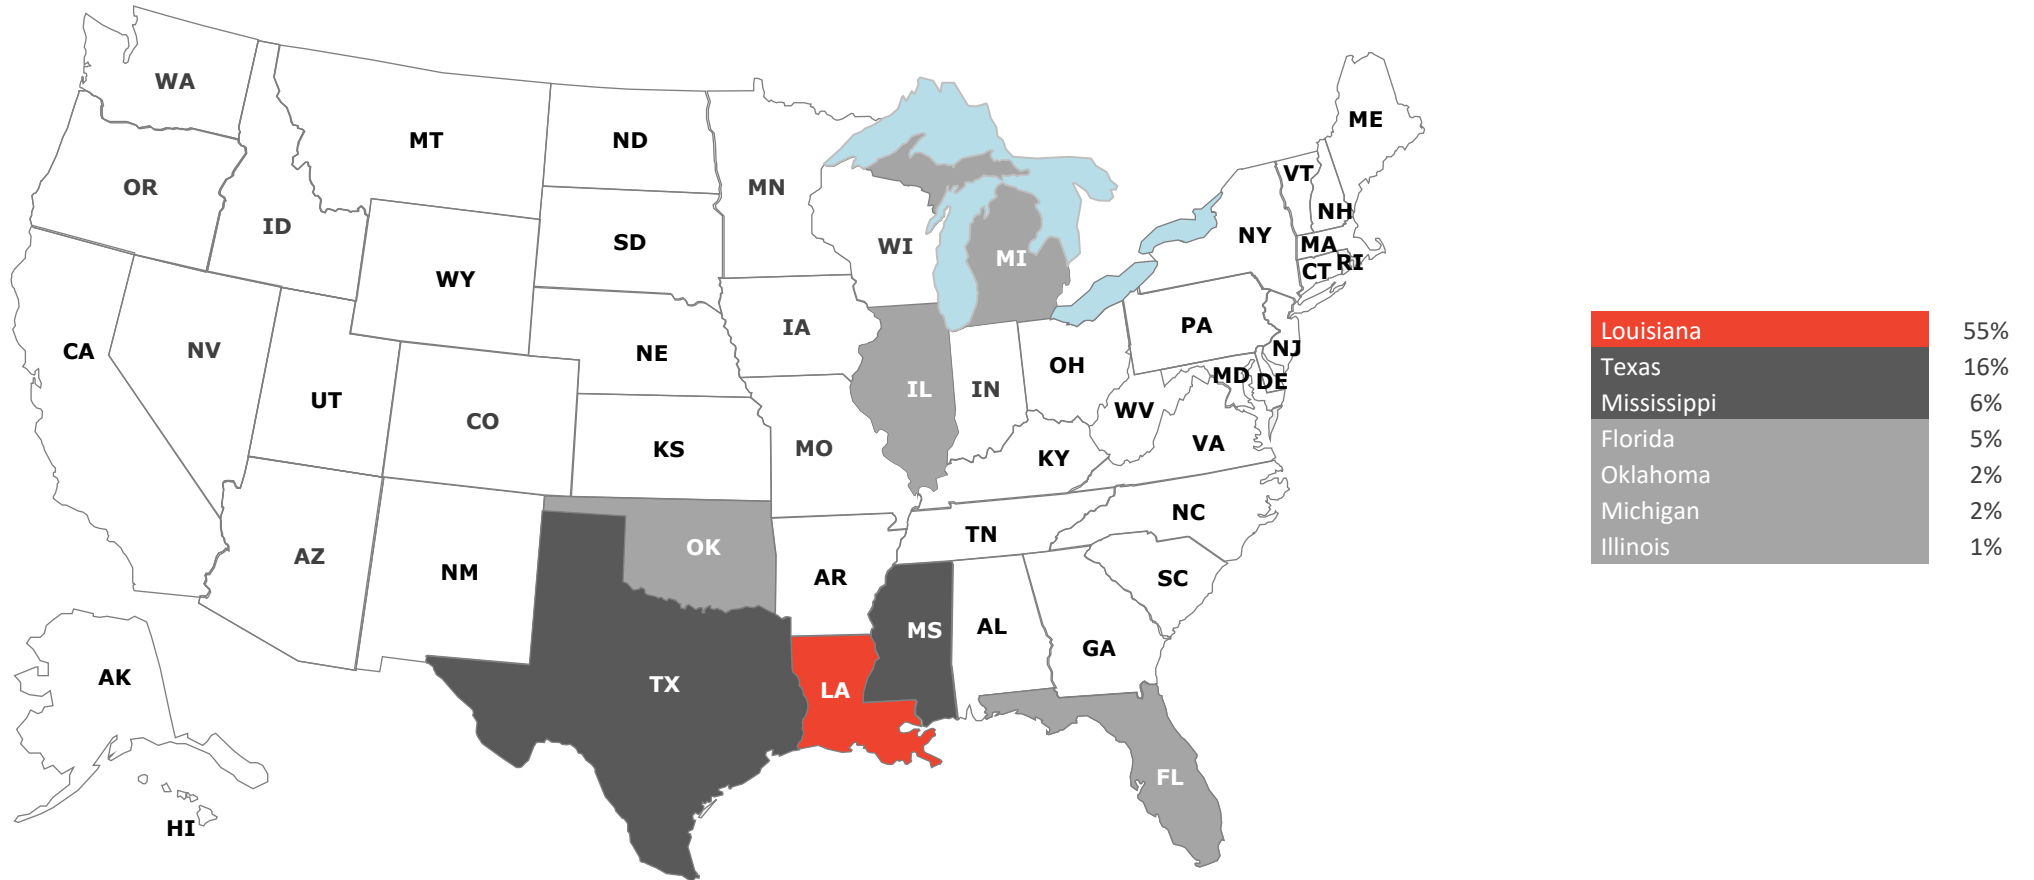 WA
MT
ND
MN
ME
OR
ID
SD
WI
MI
VT
NH
NY
MA
CT RI
WY
IA
PA
NJ
CA
NV
NE
OH
MD DE
UT
CO
IL
IN
WV
KS
MO
KY
VA
AZ
NM
OK
AR
TN
NC
SC
MS
AL
GA
AK
TX
LA
FL
HI
Louisiana 55%
Texas 16%
Mississippi 6%
Florida 5%
Oklahoma 2%
Michigan 2%
Illinois 1%